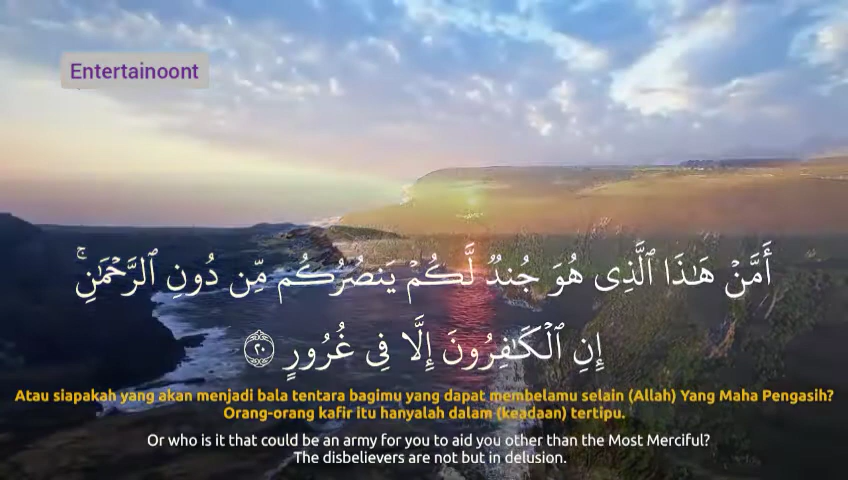 Entertainoont
أَمَّنْ هَـٰذَا ٱلَّذِى هُوَ جُندٌ لَّكُمْ يَنصُرُكُم مِّن دُونِ ٱلرَّحْمَـٰنِ ۚ
إِنِ ٱلْكَـٰفِرُونَ إِلَّا فِى غُرُورٍ ۝٢٠
Atau siapakah yang akan menjadi bala tentara bagimu yang dapat membelamu selain (Allah) Yang Maha Pengasih?
Orang-orang kafir itu hanyalah dalam (keadaan) tertipu.
Or who is it that could be an army for you to aid you other than the Most Merciful?
The disbelievers are not but in delusion.